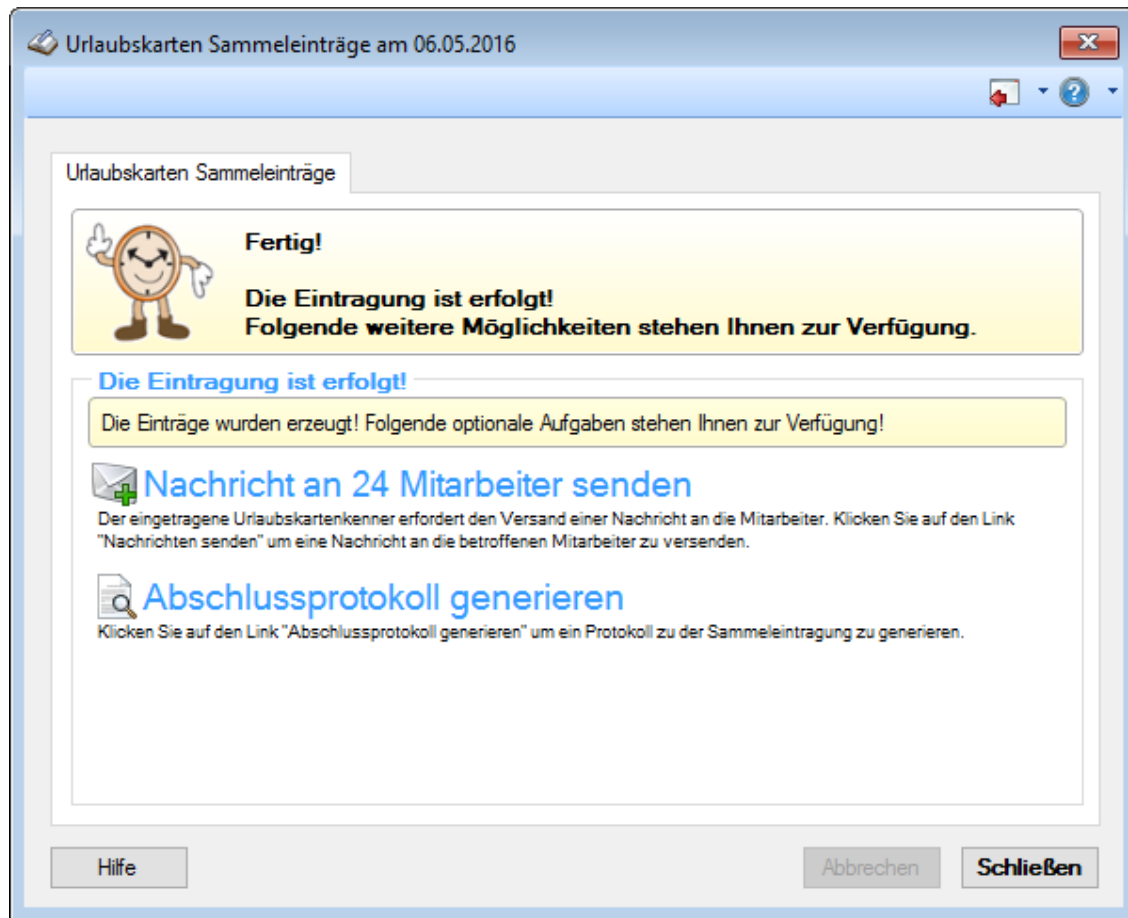 Urlaubskarten Sammeleinträge am 06.05.2016
Urlaubskarten Sammeleinträge
Fertig!
Die Eintragung ist erfolgt!
Folgende weitere Möglichkeiten stehen Ihnen zur Verfügung.
Die Eintragung ist erfolgt!
Die Einträge wurden erzeugt! Folgende optionale Aufgaben stehen Ihnen zur Verfügung!
Nachricht an 24 Mitarbeiter senden
Der eingetragene Urlaubskartenkenner erfordert den Versand einer Nachricht an die Mitarbeiter. Klicken Sie auf den Link
"Nachrichten senden" um eine Nachricht an die betroffenen Mitarbeiter zu versenden.
Abschlussprotokoll generieren
Klicken Sie auf den Link "Abschlussprotokoll generieren" um ein Protokoll zu der Sammeleintragung zu generieren.
Hilfe
Abbrechen
Schließen